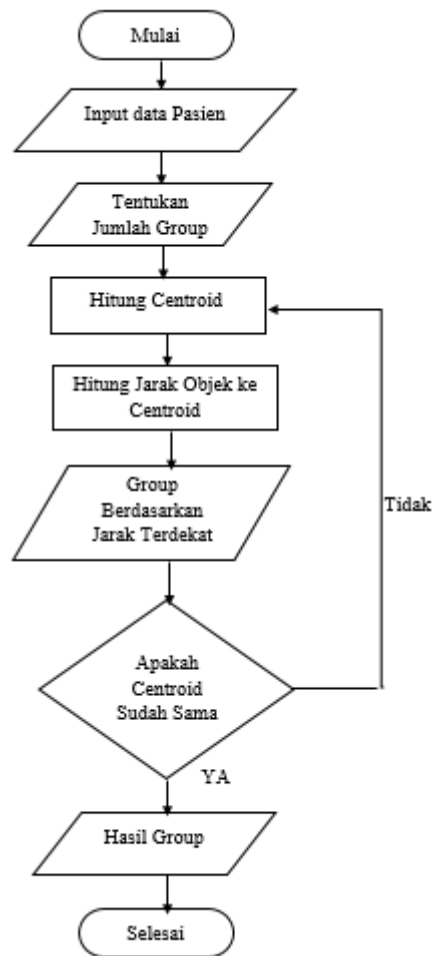 Mulai
Input data Pasien
Tentukan
Jumlah Group
Hitung Centroid
Hitung Jarak Objek ke
Centroid
Group
Berdasarkan
Jarak Terdekat
Tidak
Apakah
Centroid
Sudah Sama
YA
Hasil Group
Selesai